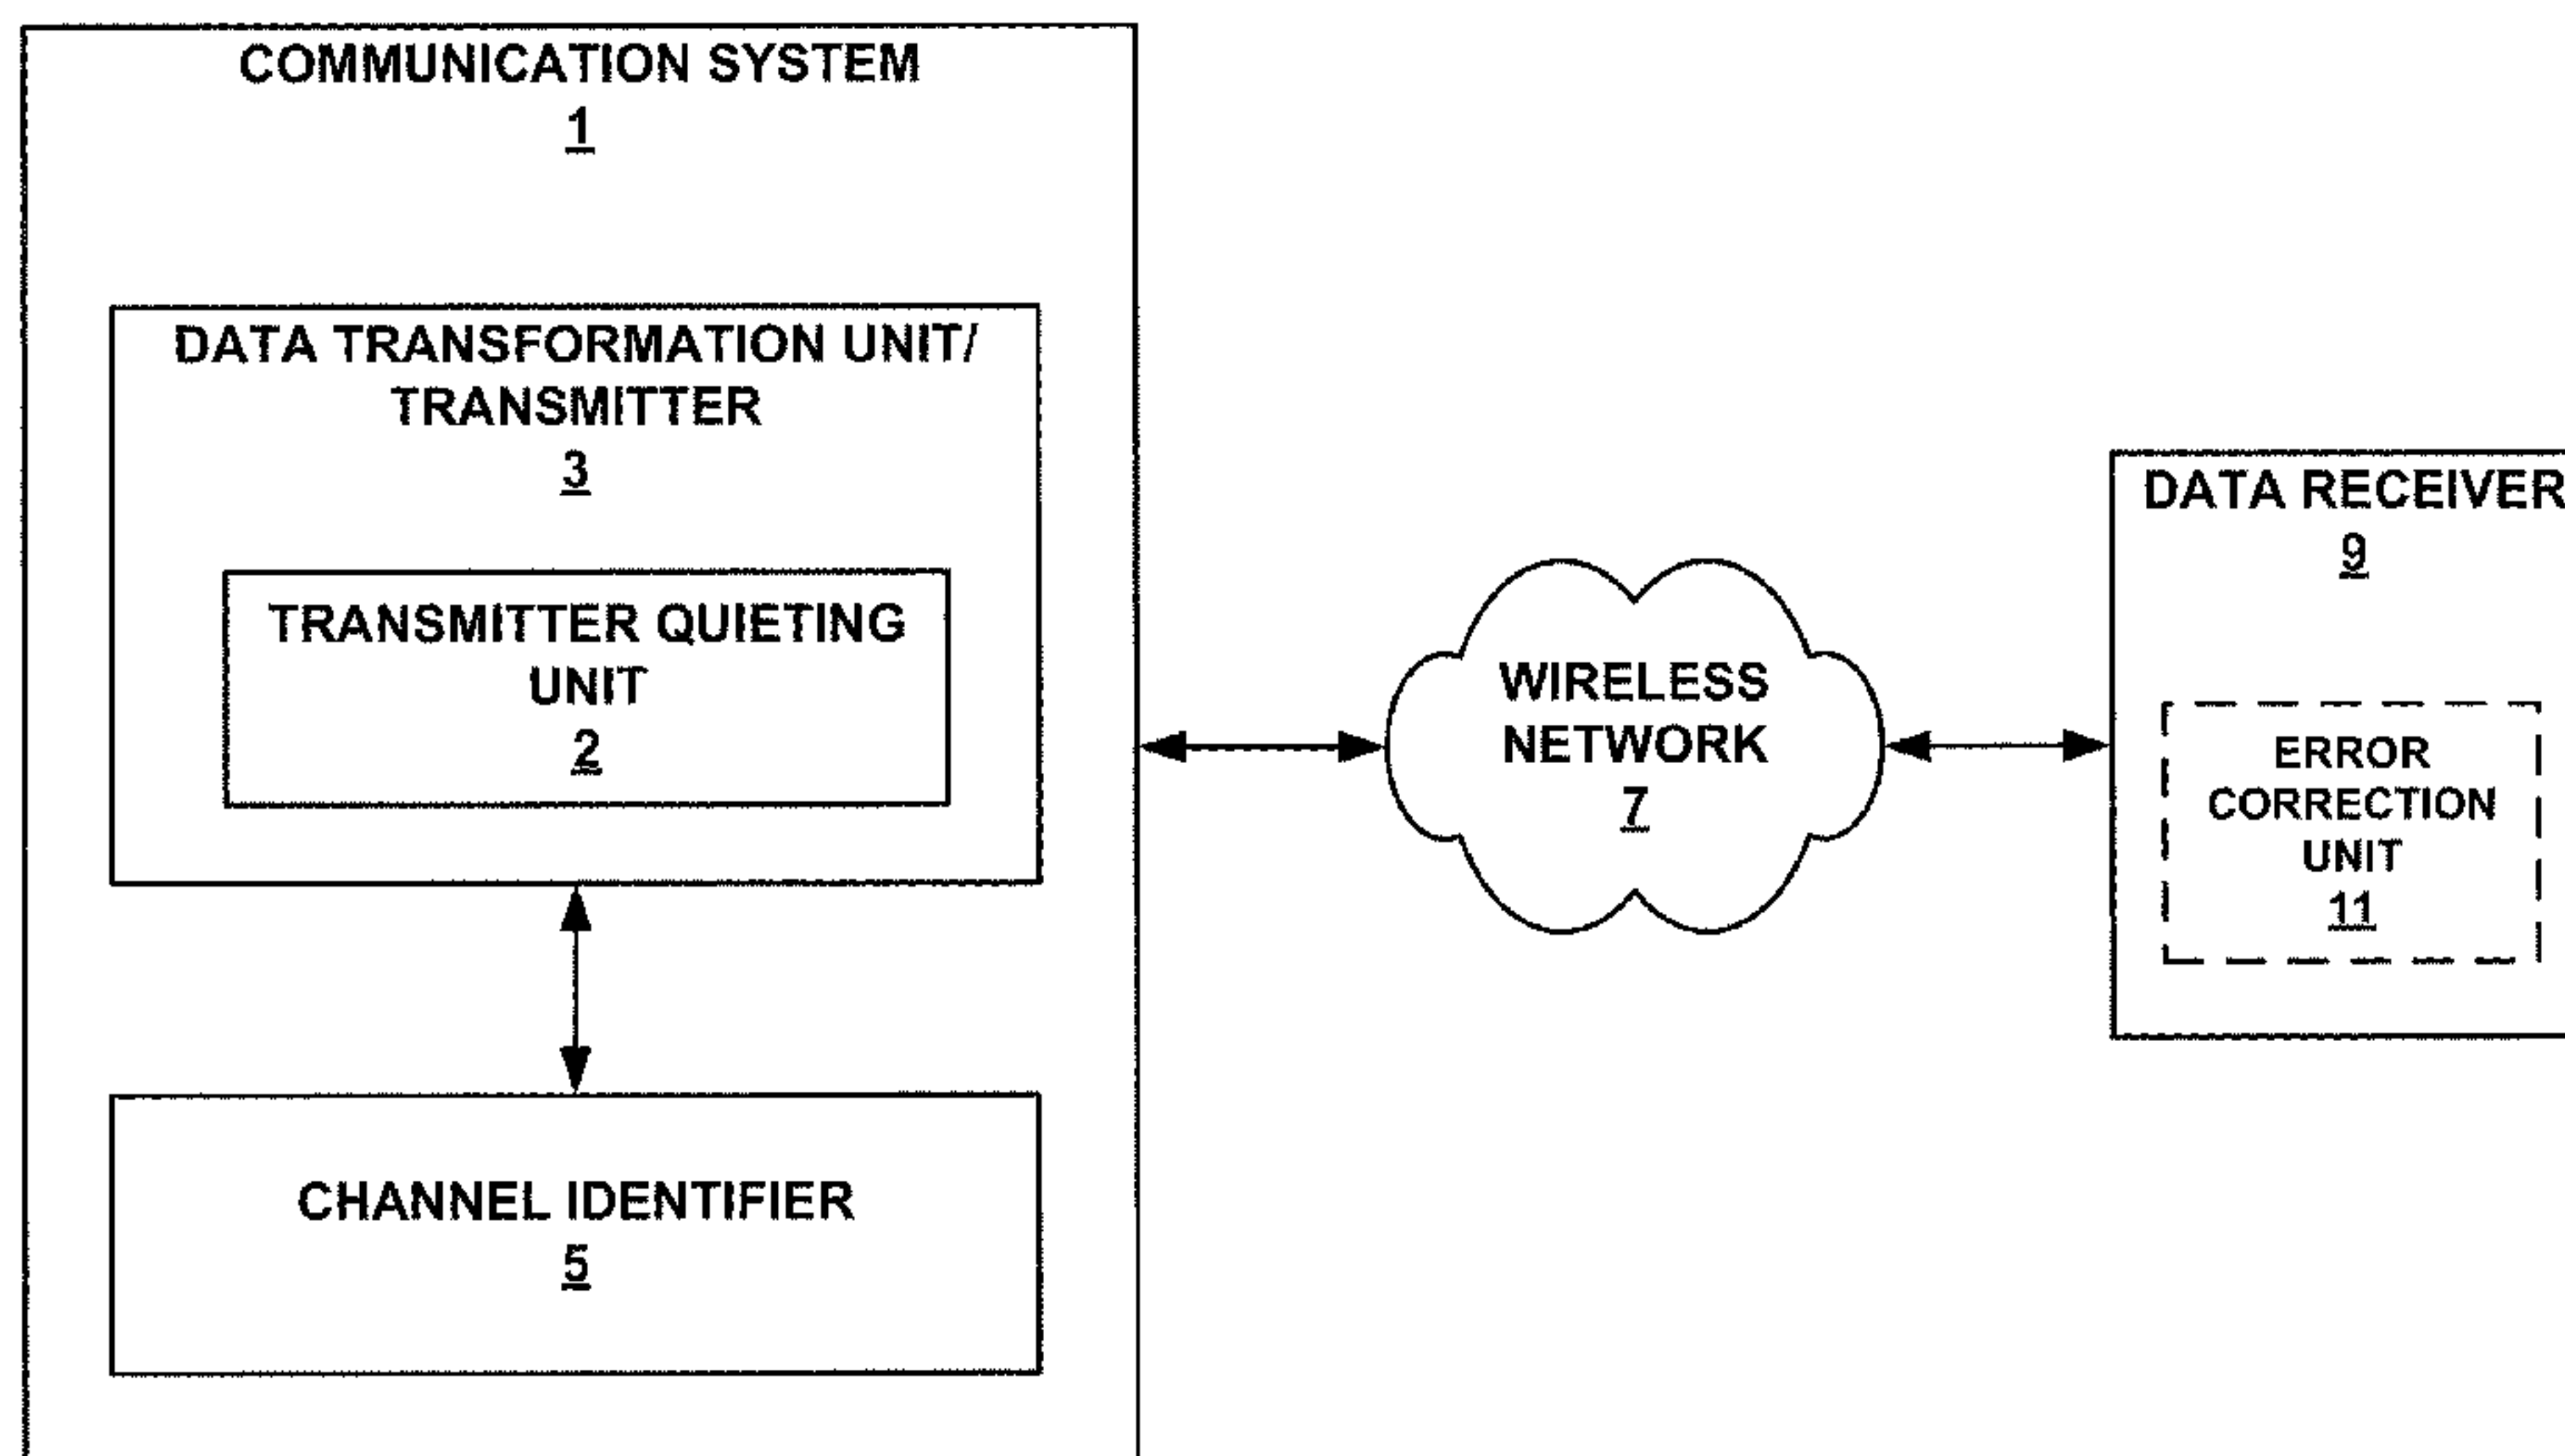 COMMUNICATION SYSTEM
1
DATA TRANSFORMATION UNIT/
TRANSMITTER
3
TRANSMITTER QUIETING
UNIT
2
CHANNEL IDENTIFIER
5
WIRELESS
NETWORK
7
DATA RECEIVER
9
ERROR
CORRECTION
UNIT
11